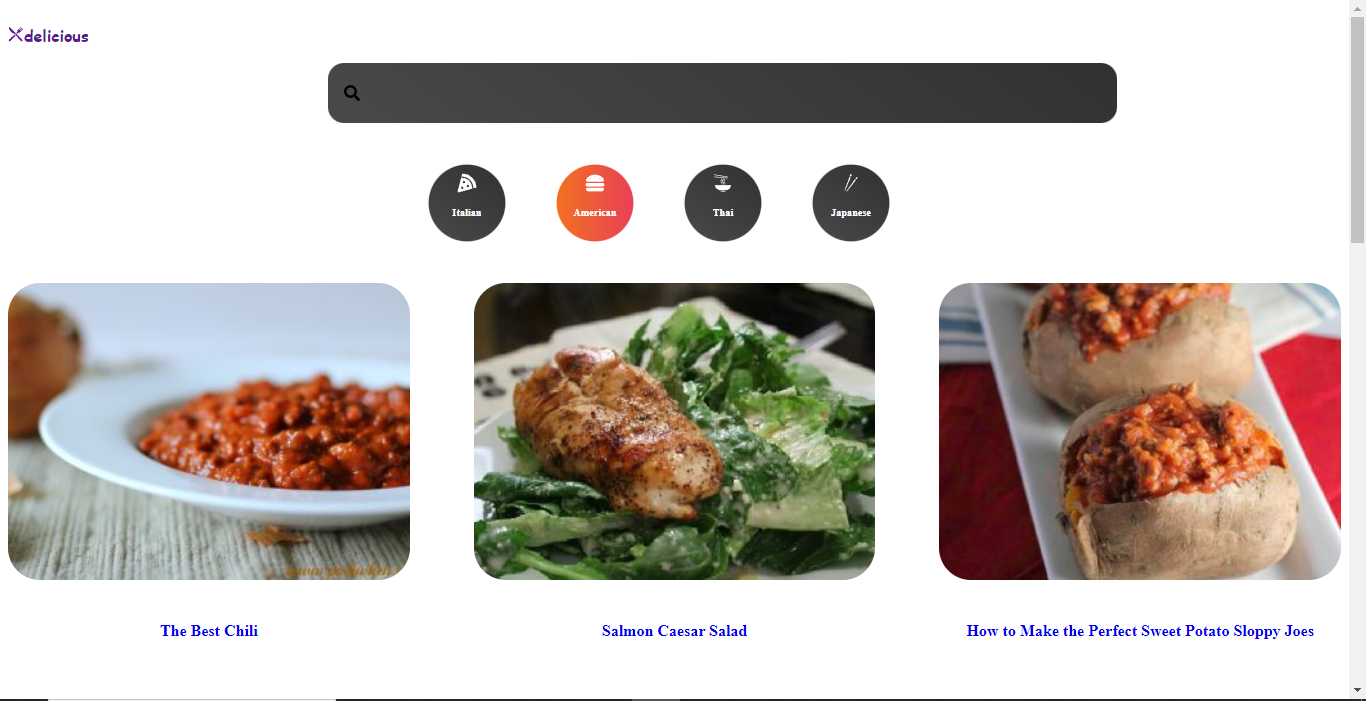 delicious
Italian
American
Thai
Japanese
The Best Chili
Salmon Caesar Salad
How to Make the Perfect Sweet Potato Sloppy Joes